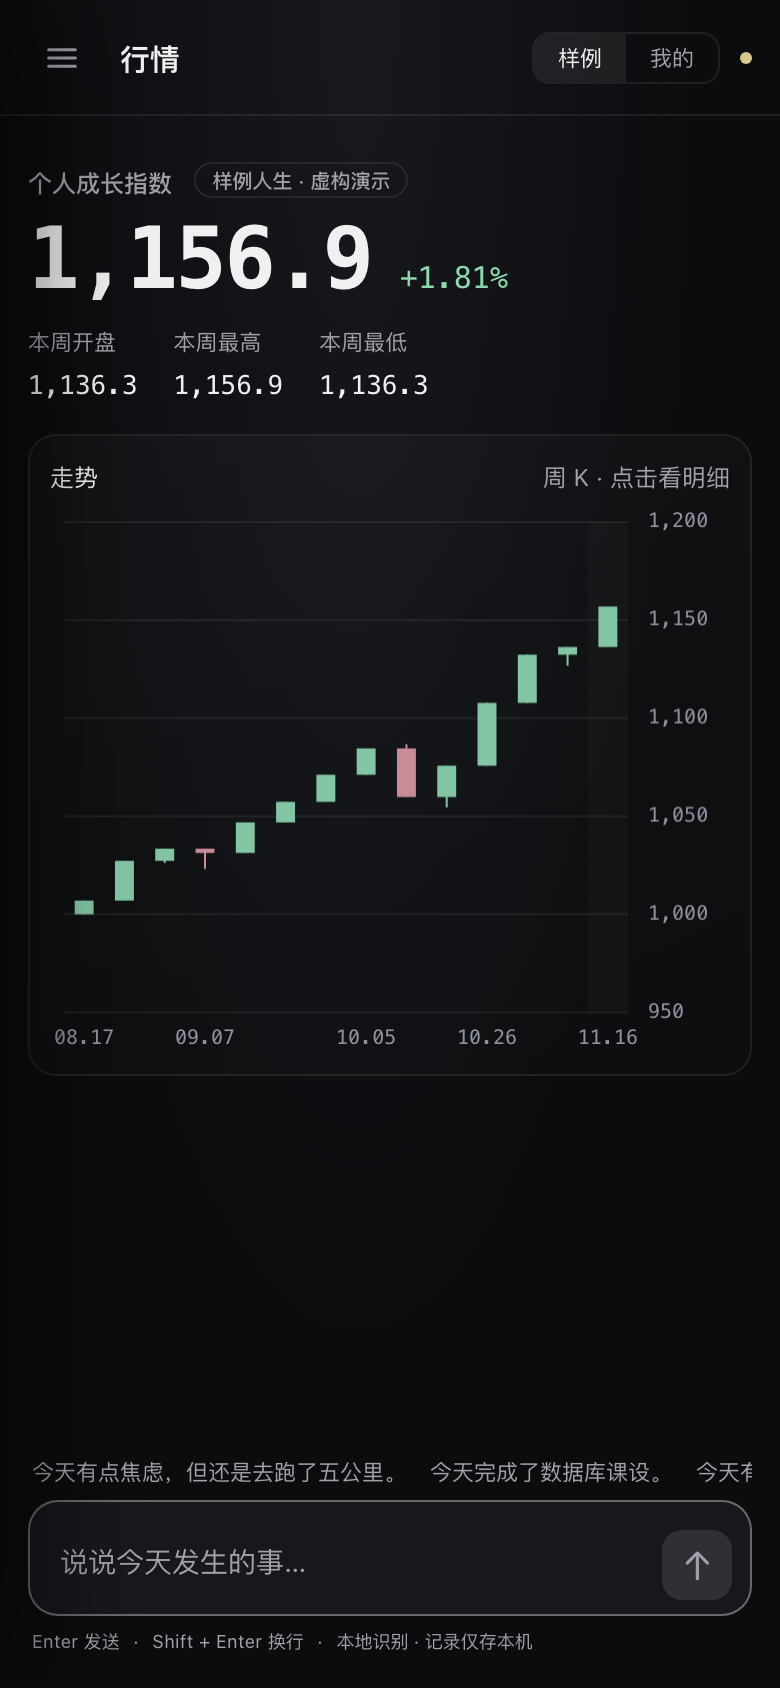 行情
样例 我的
个人成长指数 样例人生 · 虚构演示
1,156.9 +1.81%
本周开盘 本周最高 本周最低
1,136.3 1,156.9 1,136.3
走势 周 K · 点击看明细
1,200
1,150
1,100
1,050
1,000
950
08.17 09.07 10.05 10.26 11.16
今天有点焦虑，但还是去跑了五公里。 今天完成了数据库课设。 今天有
说说今天发生的事...
Enter 发送 · Shift + Enter 换行 · 本地识别 · 记录仅存本机